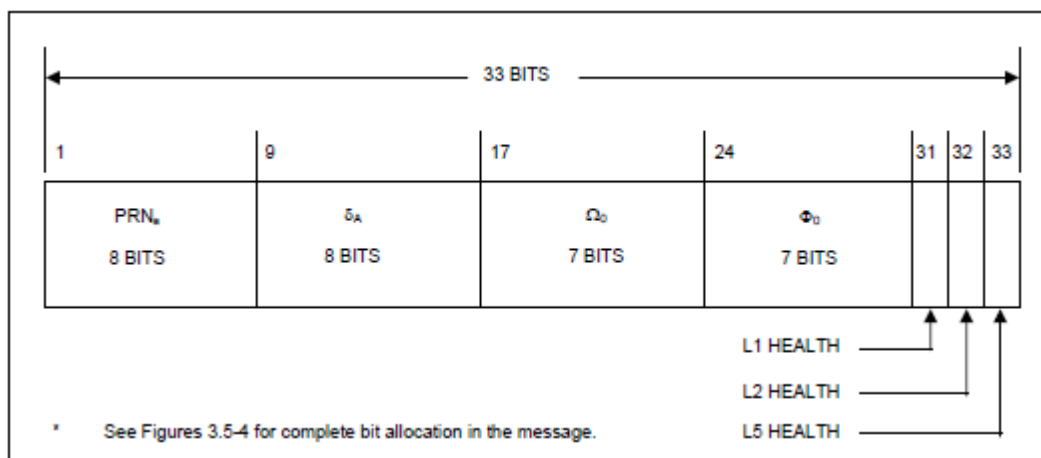 33 BITS
1 9 17 24 31 32 33
PRNₐ δ_A Ω₀ Φ₀
8 BITS 8 BITS 7 BITS 7 BITS
L1 HEALTH
L2 HEALTH
* See Figures 3.5-4 for complete bit allocation in the message. L5 HEALTH